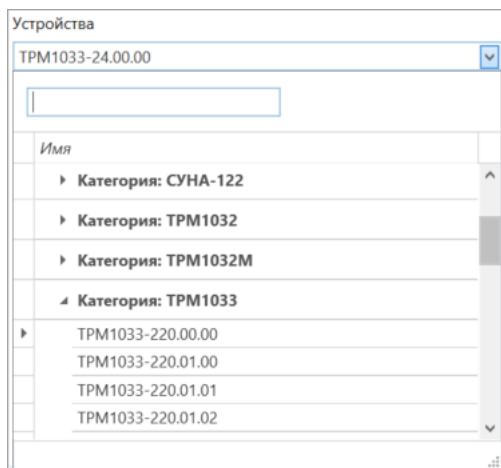 Устройства
ТРМ1033-24.00.00
Имя
Категория: СУНА-122
Категория: ТРМ1032
Категория: ТРМ1032М
Категория: ТРМ1033
ТРМ1033-220.00.00
ТРМ1033-220.01.00
ТРМ1033-220.01.01
ТРМ1033-220.01.02